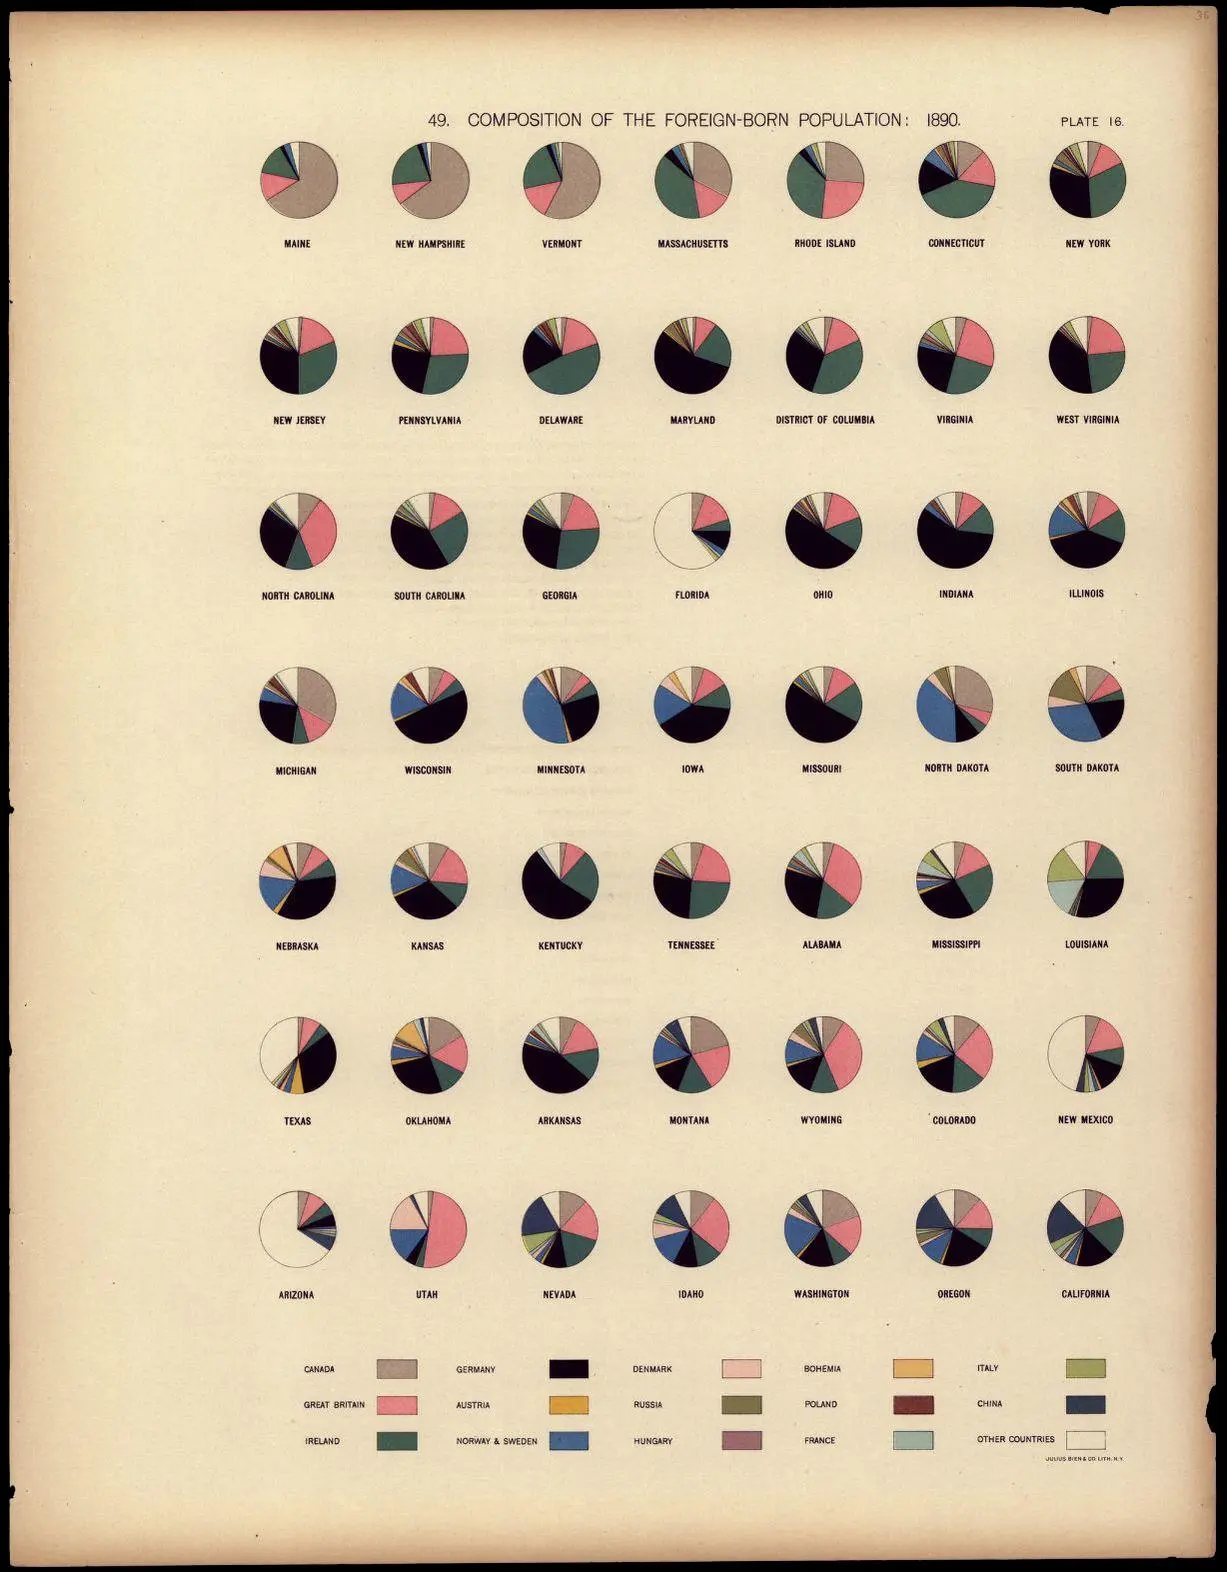 36
49. COMPOSITION OF THE FOREIGN-BORN POPULATION: 1890.
PLATE 16.
MAINE NEW HAMPSHIRE VERMONT MASSACHUSETTS RHODE ISLAND CONNECTICUT NEW YORK
NEW JERSEY PENNSYLVANIA DELAWARE MARYLAND DISTRICT OF COLUMBIA VIRGINIA WEST VIRGINIA
NORTH CAROLINA SOUTH CAROLINA GEORGIA FLORIDA OHIO INDIANA ILLINOIS
MICHIGAN WISCONSIN MINNESOTA IOWA MISSOURI NORTH DAKOTA SOUTH DAKOTA
NEBRASKA KANSAS KENTUCKY TENNESSEE ALABAMA MISSISSIPPI LOUISIANA
TEXAS OKLAHOMA ARKANSAS MONTANA WYOMING COLORADO NEW MEXICO
ARIZONA UTAH NEVADA IDAHO WASHINGTON OREGON CALIFORNIA
CANADA GERMANY DENMARK BOHEMIA ITALY
GREAT BRITAIN AUSTRIA RUSSIA POLAND CHINA
IRELAND NORWAY & SWEDEN HUNGARY FRANCE OTHER COUNTRIES
JULIUS BIEN & CO. LITH. N.Y.